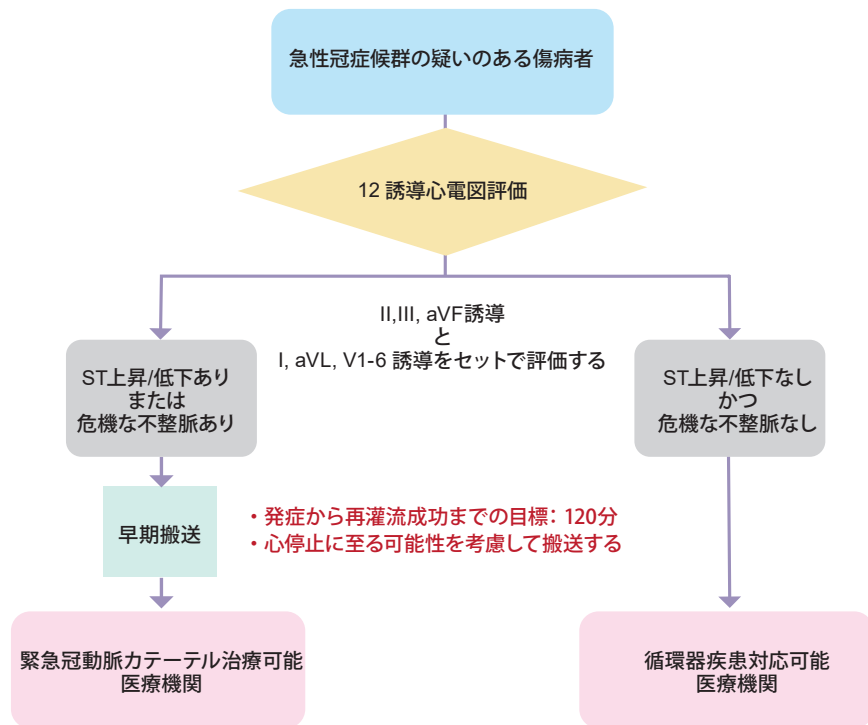 急性冠症候群の疑いのある傷病者
12 誘導心電図評価
II,III, aVF誘導
と
I, aVL, V1-6 誘導をセットで評価する
ST上昇/低下あり
または
危機な不整脈あり
ST上昇/低下なし
かつ
危機な不整脈なし
早期搬送
・発症から再灌流成功までの目標: 120分
・心停止に至る可能性を考慮して搬送する
緊急冠動脈カテーテル治療可能
医療機関
循環器疾患対応可能
医療機関